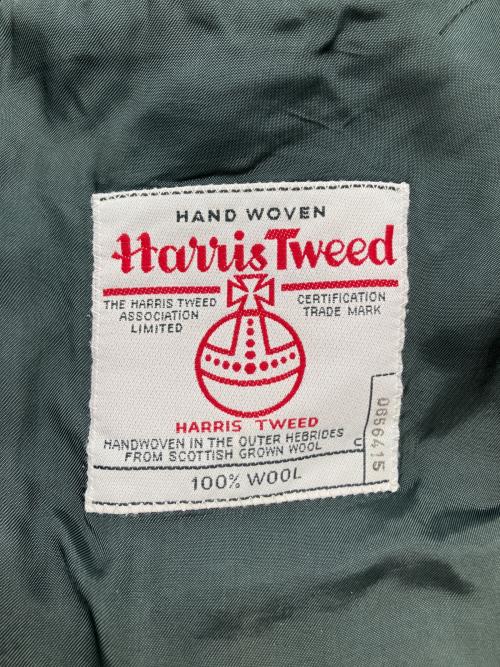 HAND WOVEN
Harris Tweed
THE HARRIS TWEED
ASSOCIATION
LIMITED
CERTIFICATION
TRADE MARK
HARRIS TWEED
HANDWOVEN IN THE OUTER HEBRIDES
FROM SCOTTISH GROWN WOOL
C
0656415
100% WOOL